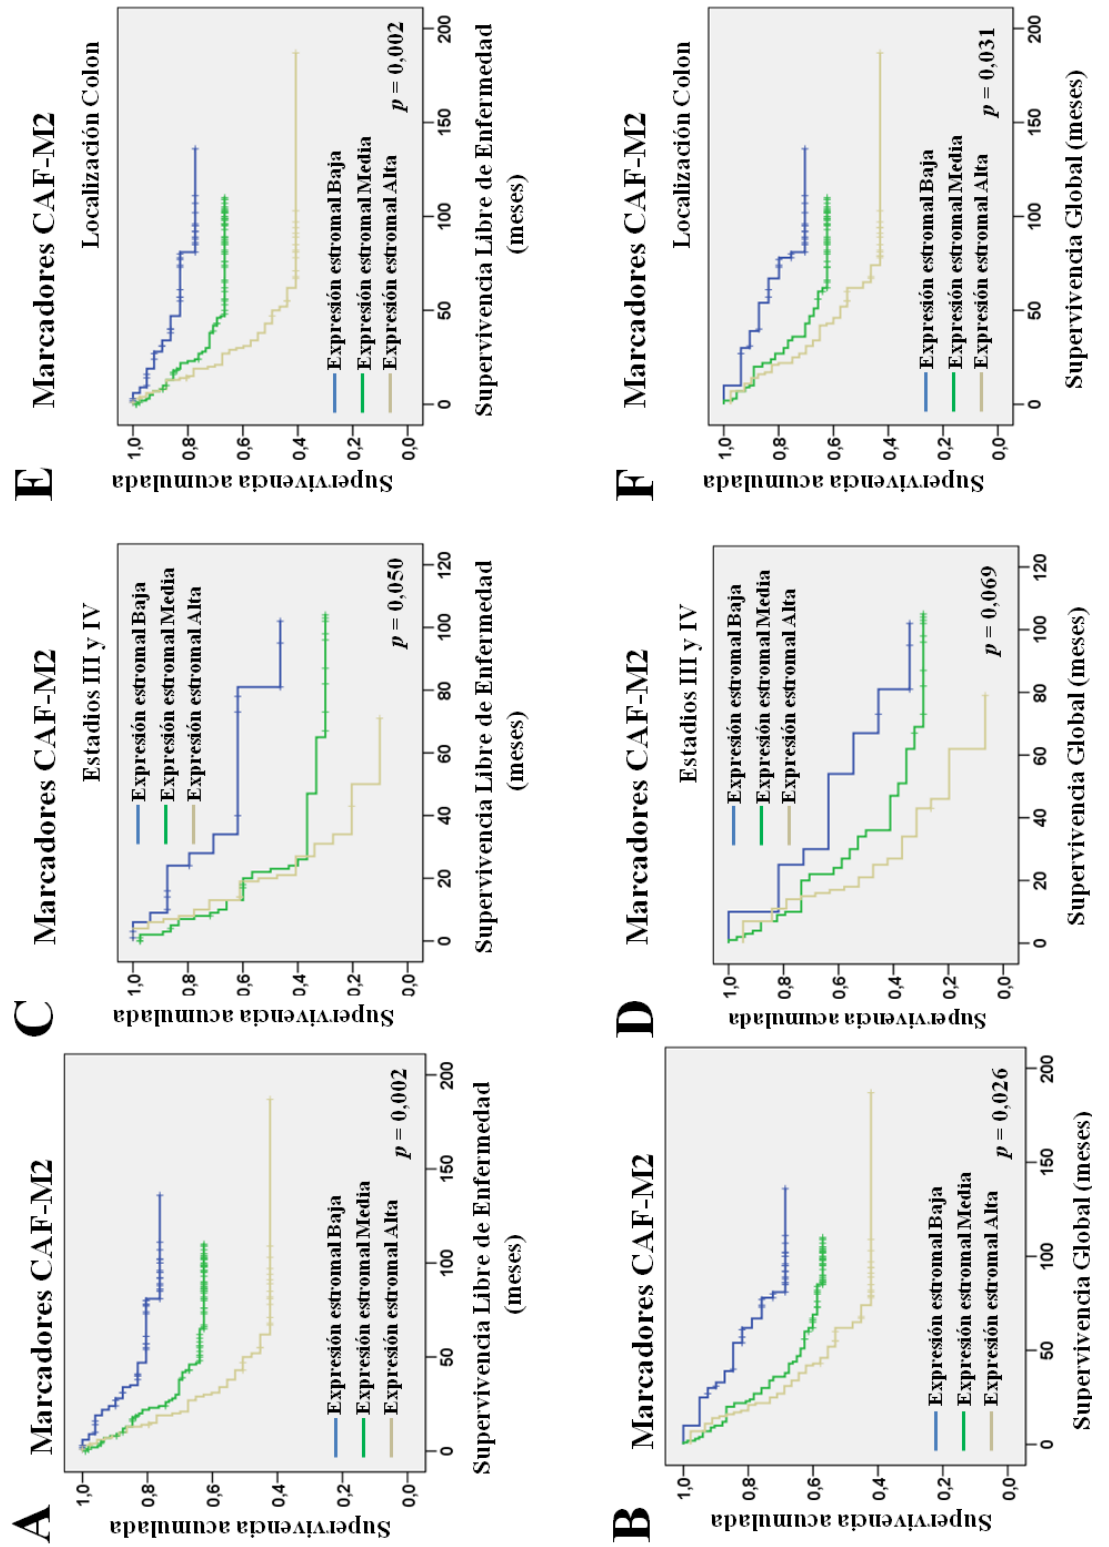 A
Marcadores CAF-M2
Supervivencia acumulada
1,0
0,8
0,6
0,4
0,2
0,0
Expresión estromal Baja
Expresión estromal Media
Expresión estromal Alta
p = 0,002
0
50
100
150
200
Supervivencia Libre de Enfermedad
(meses)
C
Marcadores CAF-M2
Estadios III y IV
Supervivencia acumulada
1,0
0,8
0,6
0,4
0,2
0,0
Expresión estromal Baja
Expresión estromal Media
Expresión estromal Alta
p = 0,050
0
20
40
60
80
100
120
Supervivencia Libre de Enfermedad
(meses)
E
Marcadores CAF-M2
Localización Colon
Supervivencia acumulada
1,0
0,8
0,6
0,4
0,2
0,0
Expresión estromal Baja
Expresión estromal Media
Expresión estromal Alta
p = 0,002
0
50
100
150
200
Supervivencia Libre de Enfermedad
(meses)
B
Marcadores CAF-M2
Supervivencia acumulada
1,0
0,8
0,6
0,4
0,2
0,0
Expresión estromal Baja
Expresión estromal Media
Expresión estromal Alta
p = 0,026
0
50
100
150
200
Supervivencia Global (meses)
D
Marcadores CAF-M2
Estadios III y IV
Supervivencia acumulada
1,0
0,8
0,6
0,4
0,2
0,0
Expresión estromal Baja
Expresión estromal Media
Expresión estromal Alta
p = 0,069
0
20
40
60
80
100
120
Supervivencia Global (meses)
F
Marcadores CAF-M2
Localización Colon
Supervivencia acumulada
1,0
0,8
0,6
0,4
0,2
0,0
Expresión estromal Baja
Expresión estromal Media
Expresión estromal Alta
p = 0,031
0
50
100
150
200
Supervivencia Global (meses)